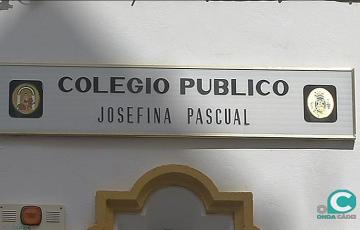 COLEGIO PUBLICO
JOSEFINA PASCUAL
ONDA CÁDIZ